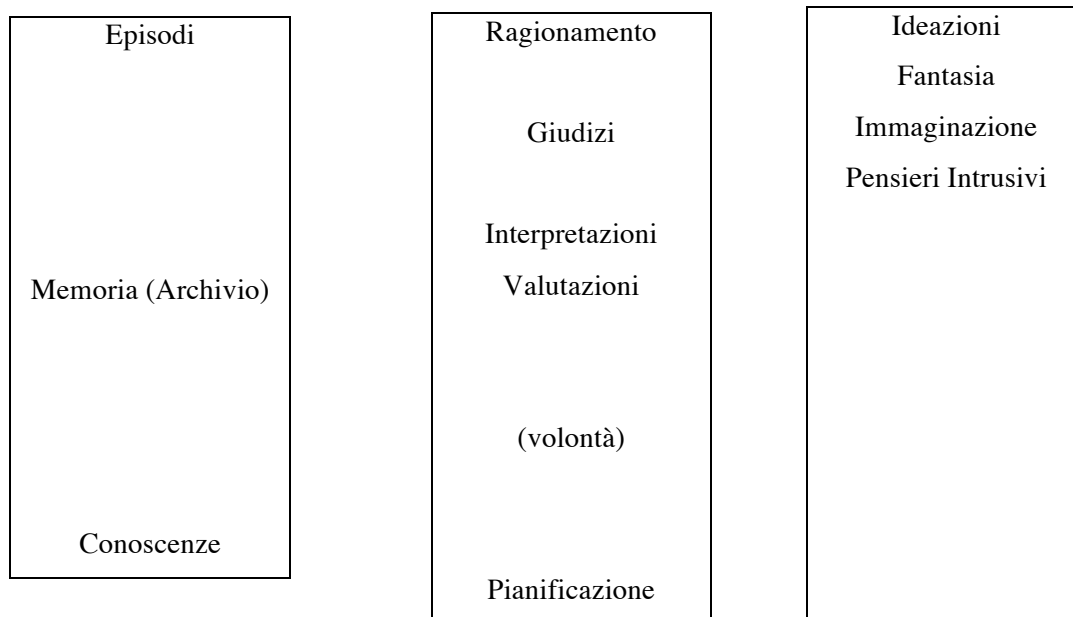 Episodi
Memoria (Archivio)
Conoscenze
Ragionamento
Giudizi
Interpretazioni
Valutazioni
(volontà)
Pianificazione
Ideazioni
Fantasia
Immaginazione
Pensieri Intrusivi